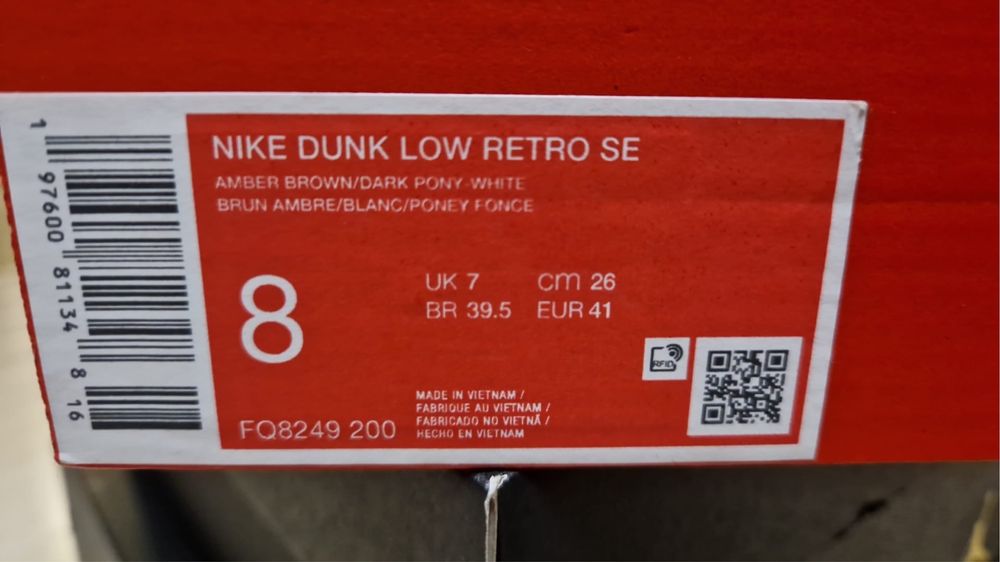 NIKE DUNK LOW RETRO SE
AMBER BROWN/DARK PONY-WHITE
BRUN AMBRE/BLANC/PONEY FONCE
8
UK 7 cm 26
BR 39.5 EUR 41
RFID
FQ8249 200
MADE IN VIETNAM /
FABRIQUE AU VIETNAM /
FABRICADO NO VIETNÃ /
HECHO EN VIETNAM
1 97600 81134 8 16